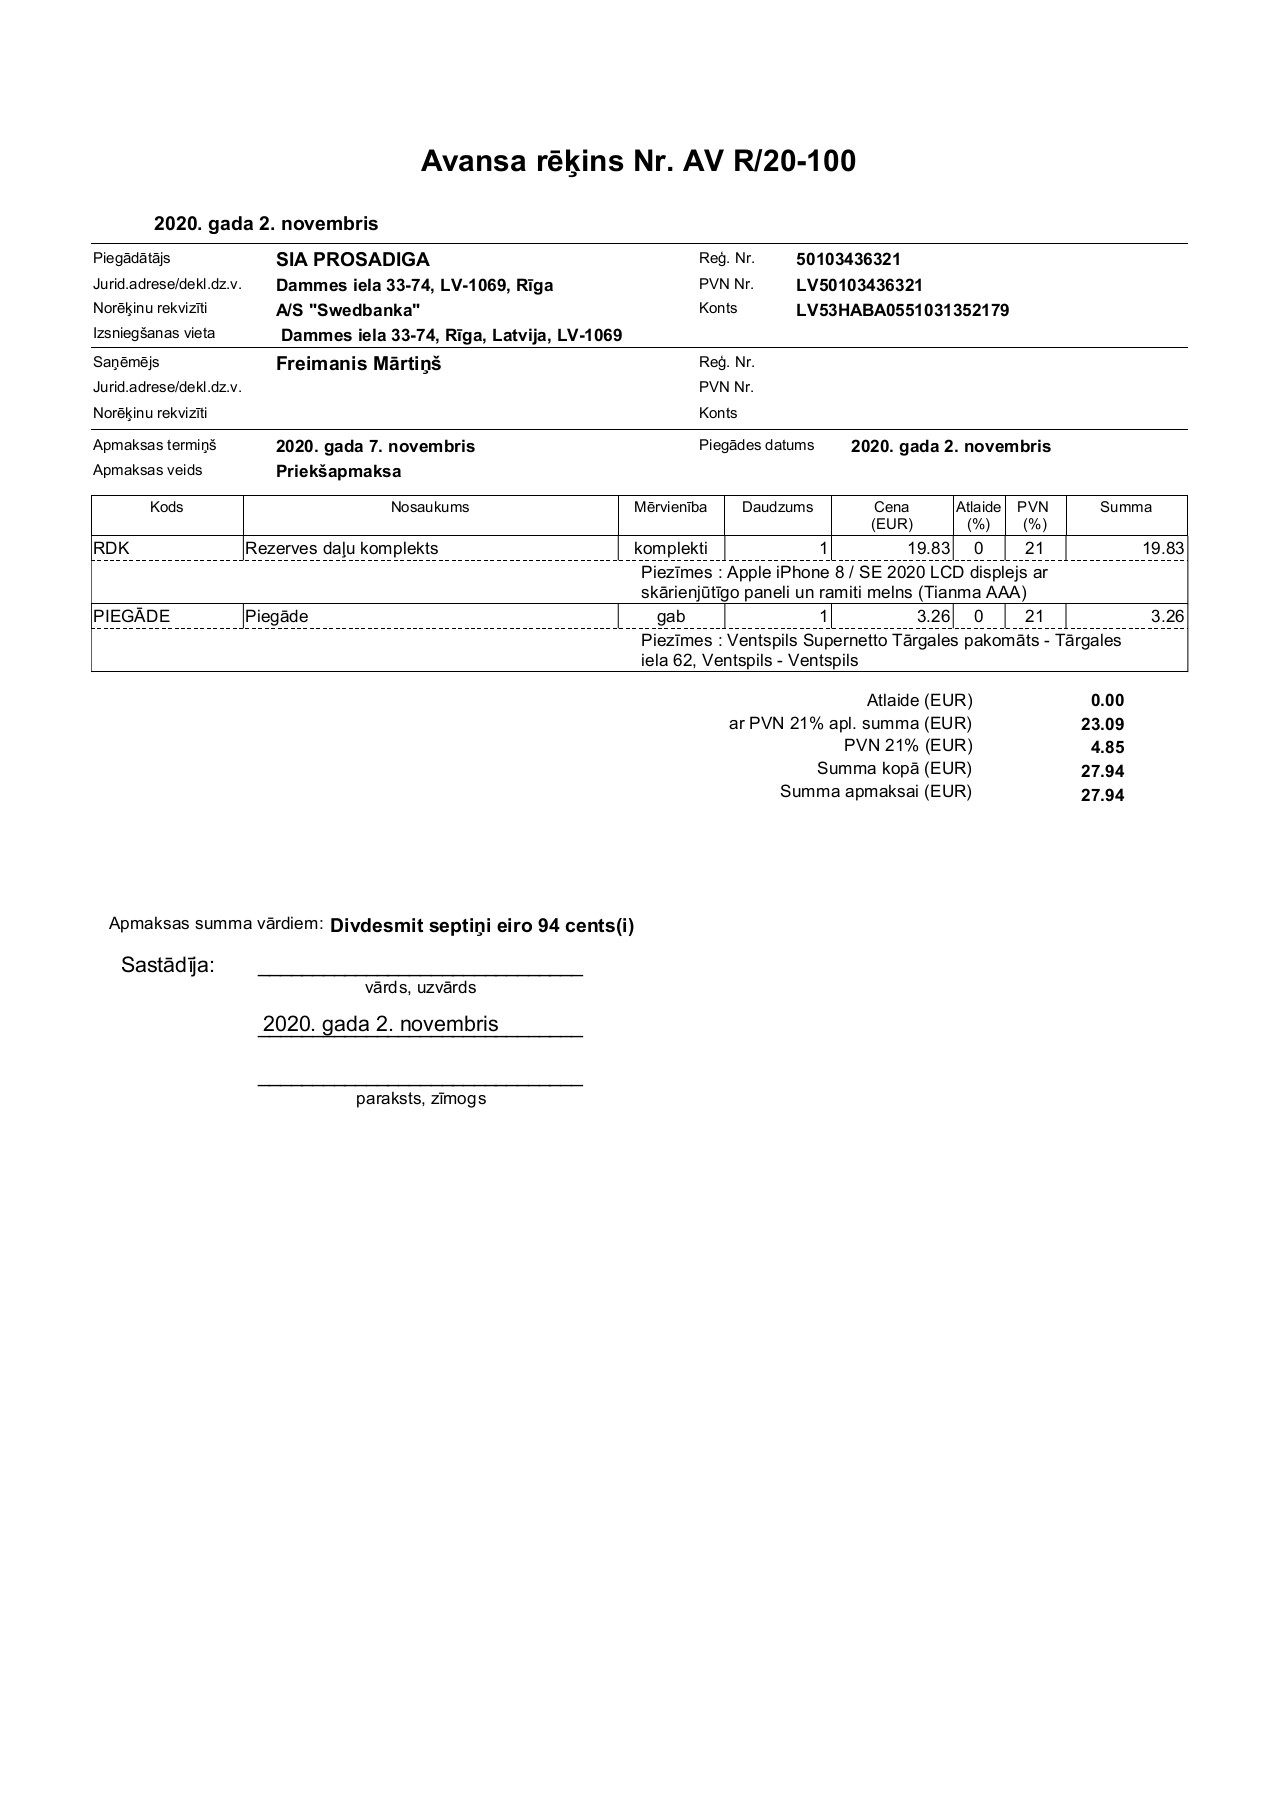 Avansa rēķins Nr. AV R/20-100
2020. gada 2. novembris
Piegādātājs SIA PROSADIGA Reģ. Nr. 50103436321
Jurid.adrese/dekl.dz.v. Dammes iela 33-74, LV-1069, Rīga PVN Nr. LV50103436321
Norēķinu rekvizīti A/S "Swedbanka" Konts LV53HABA0551031352179
Izsniegšanas vieta Dammes iela 33-74, Rīga, Latvija, LV-1069
Saņēmējs Freimanis Mārtiņš Reģ. Nr.
Jurid.adrese/dekl.dz.v. PVN Nr.
Norēķinu rekvizīti Konts
Apmaksas termiņš 2020. gada 7. novembris Piegādes datums 2020. gada 2. novembris
Apmaksas veids Priekšapmaksa
Kods Nosaukums Mērvienība Daudzums Cena Atlaide PVN Summa
(EUR) (%) (%)
RDK Rezerves daļu komplekts komplekti 1 19.83 0 21 19.83
Piezīmes : Apple iPhone 8 / SE 2020 LCD displejs ar
skārienjūtīgo paneli un ramiti melns (Tianma AAA)
PIEGĀDE Piegāde gab 1 3.26 0 21 3.26
Piezīmes : Ventspils Supernetto Tārgales pakomāts - Tārgales
iela 62, Ventspils - Ventspils
Atlaide (EUR) 0.00
ar PVN 21% apl. summa (EUR) 23.09
PVN 21% (EUR) 4.85
Summa kopā (EUR) 27.94
Summa apmaksai (EUR) 27.94
Apmaksas summa vārdiem: Divdesmit septiņi eiro 94 cents(i)
Sastādīja:
vārds, uzvārds
2020. gada 2. novembris
paraksts, zīmogs